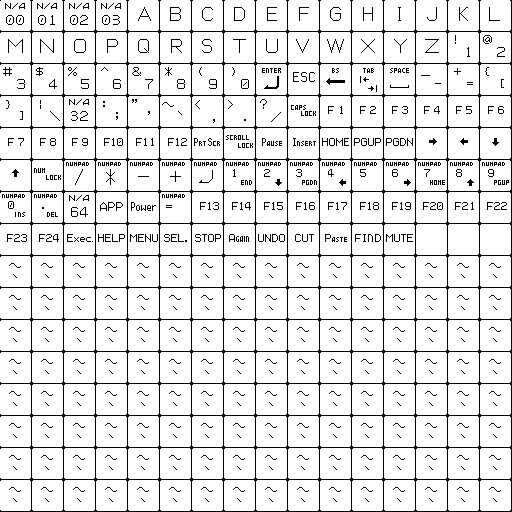 N/A 00 N/A 01 N/A 02 N/A 03 A B C D E F G H I J K L
M N O P Q R S T U V W X Y Z ! 1 @ 2
# 3 $ 4 % 5 ^ 6 & 7 * 8 ( 9 ) 0 ENTER ESC BS TAB SPACE _ - + = { [
} ] | \ N/A 32 : ; " ' ~ ` < , > . ? / CAPS LOCK F1 F2 F3 F4 F5 F6
F7 F8 F9 F10 F11 F12 Prt Scr SCROLL LOCK Pause Insert HOME PGUP PGDN → ← ↓
↑ NUM LOCK NUMPAD / NUMPAD * NUMPAD - NUMPAD + NUMPAD NUMPAD 1 END NUMPAD 2 ↓ NUMPAD 3 PGDN NUMPAD 4 ← NUMPAD 5 NUMPAD 6 → NUMPAD 7 HOME NUMPAD 8 ↑ NUMPAD 9 PGUP
NUMPAD 0 INS NUMPAD . DEL N/A 64 APP Power NUMPAD = F13 F14 F15 F16 F17 F18 F19 F20 F21 F22
F23 F24 Exec. HELP MENU SEL. STOP Again UNDO CUT Paste FIND MUTE
~ ` ~ ` ~ ` ~ ` ~ ` ~ ` ~ ` ~ ` ~ ` ~ ` ~ ` ~ ` ~ ` ~ ` ~ ` ~ `
~ ` ~ ` ~ ` ~ ` ~ ` ~ ` ~ ` ~ ` ~ ` ~ ` ~ ` ~ ` ~ ` ~ ` ~ ` ~ `
~ ` ~ ` ~ ` ~ ` ~ ` ~ ` ~ ` ~ ` ~ ` ~ ` ~ ` ~ ` ~ ` ~ ` ~ ` ~ `
~ ` ~ ` ~ ` ~ ` ~ ` ~ ` ~ ` ~ ` ~ ` ~ ` ~ ` ~ ` ~ ` ~ ` ~ ` ~ `
~ ` ~ ` ~ ` ~ ` ~ ` ~ ` ~ ` ~ ` ~ ` ~ ` ~ ` ~ ` ~ ` ~ ` ~ ` ~ `
~ ` ~ ` ~ ` ~ ` ~ ` ~ ` ~ ` ~ ` ~ ` ~ ` ~ ` ~ ` ~ ` ~ ` ~ ` ~ `
~ ` ~ ` ~ ` ~ ` ~ ` ~ ` ~ ` ~ ` ~ ` ~ ` ~ ` ~ ` ~ ` ~ ` ~ ` ~ `
~ ` ~ ` ~ ` ~ ` ~ ` ~ ` ~ ` ~ ` ~ ` ~ ` ~ ` ~ ` ~ ` ~ ` ~ ` ~ `